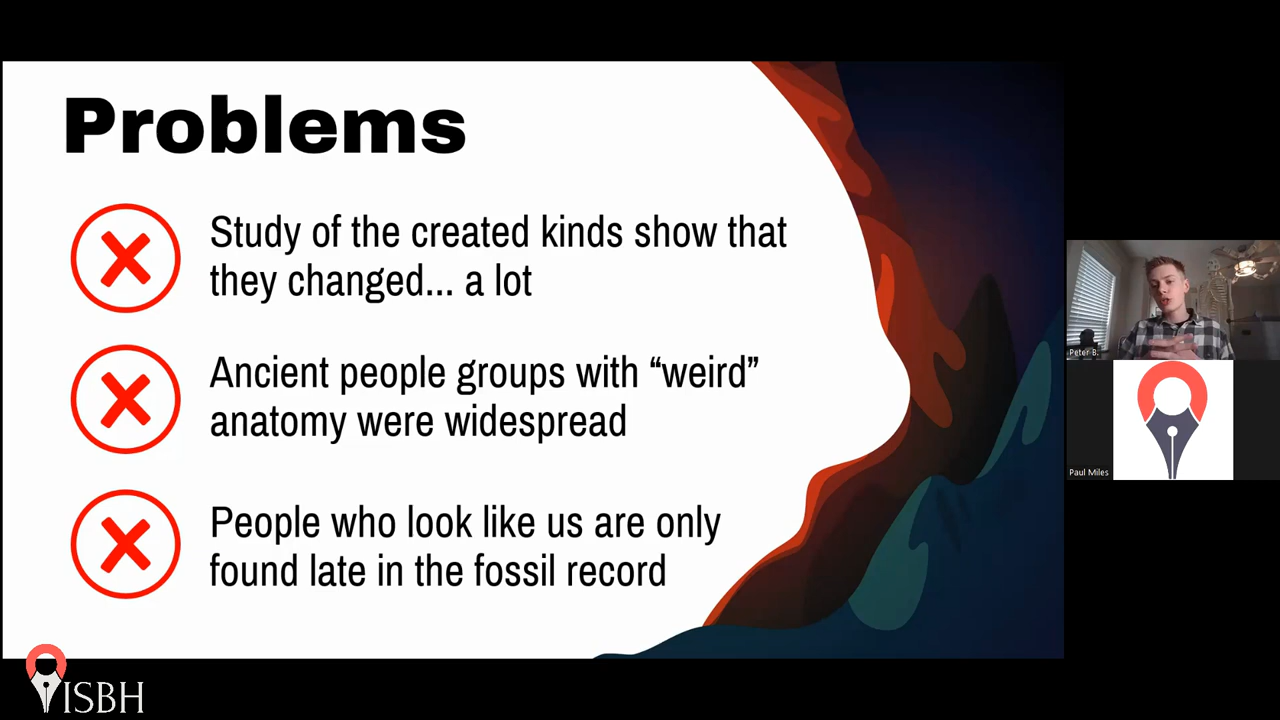 Problems
Study of the created kinds show that
they changed... a lot
Ancient people groups with “weird”
anatomy were widespread
People who look like us are only
found late in the fossil record
Peter B.
Paul Miles
ISBH